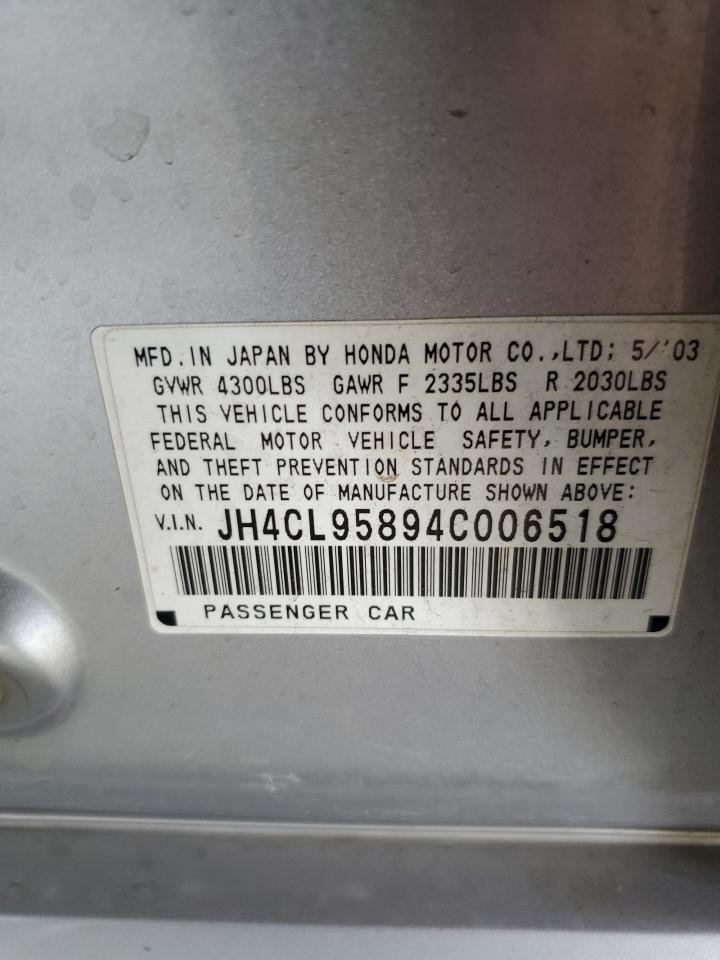 MFD.IN JAPAN BY HONDA MOTOR CO.,LTD; 5/'03
GVWR 4300LBS GAWR F 2335LBS R 2030LBS
THIS VEHICLE CONFORMS TO ALL APPLICABLE
FEDERAL MOTOR VEHICLE SAFETY, BUMPER,
AND THEFT PREVENTION STANDARDS IN EFFECT
ON THE DATE OF MANUFACTURE SHOWN ABOVE:
V.I.N. JH4CL95894C006518
PASSENGER CAR